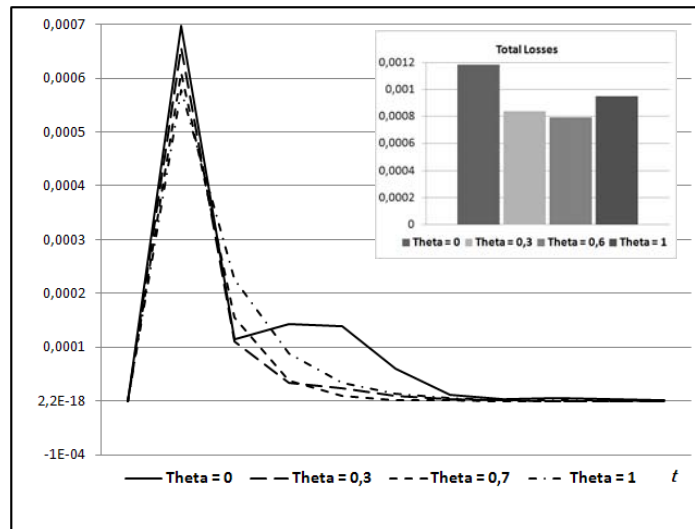 0,0007
0,0006
0,0005
0,0004
0,0003
0,0002
0,0001
2,2E-18
-1E-04
Total Losses
0,0012
0,001
0,0008
0,0006
0,0004
0,0002
0
Theta = 0 Theta = 0,3 Theta = 0,6 Theta = 1
Theta = 0 Theta = 0,3 Theta = 0,7 Theta = 1 t